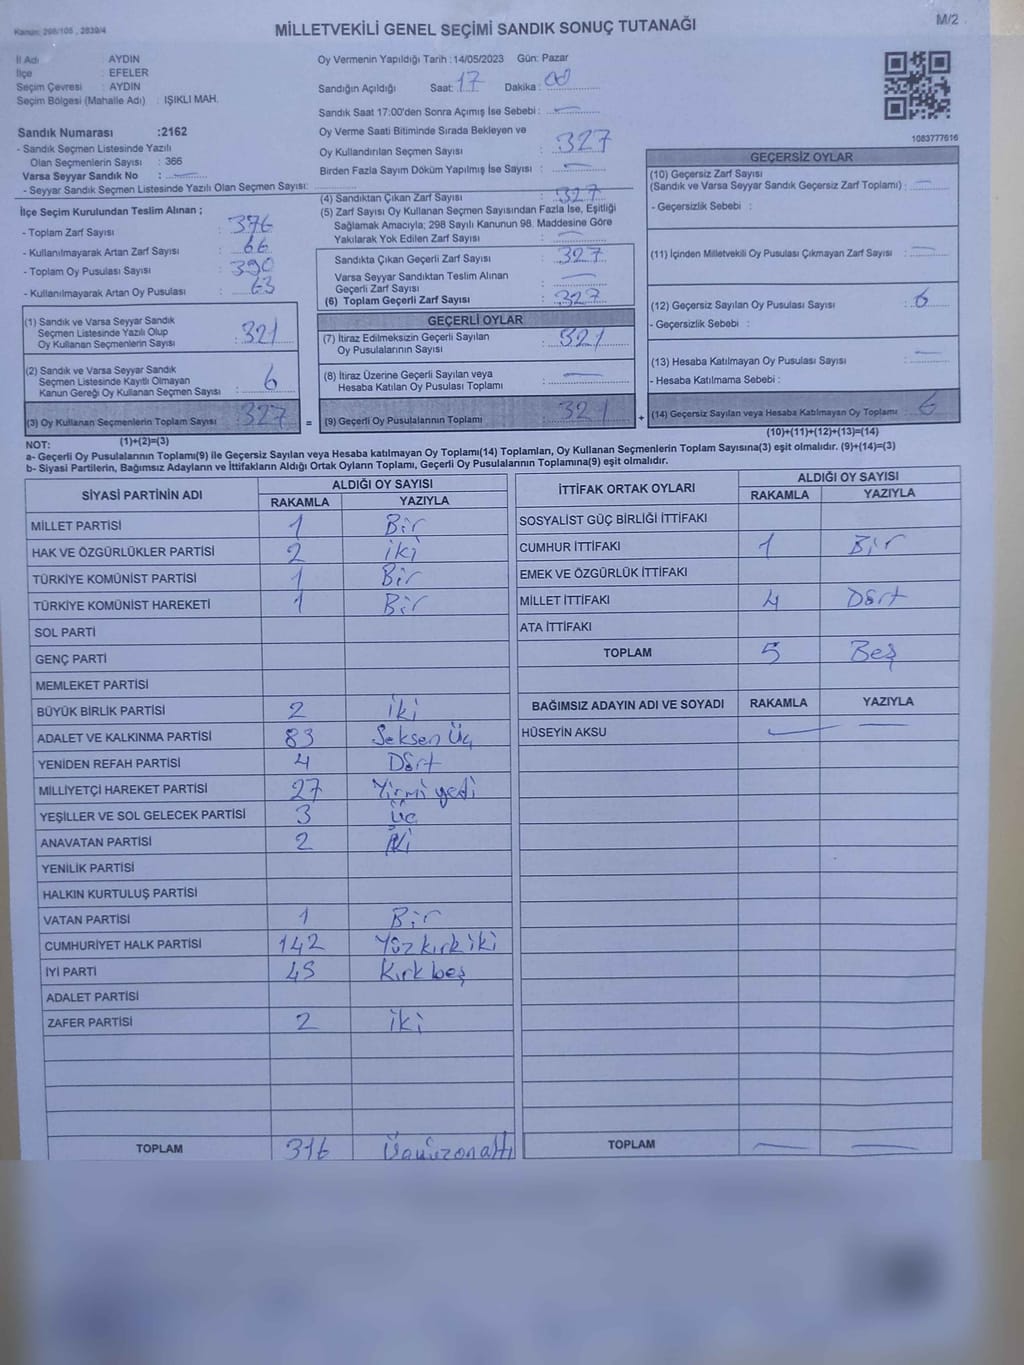 Kanun: 298/105 , 2839/4
MİLLETVEKİLİ GENEL SEÇİMİ SANDIK SONUÇ TUTANAĞI
M/2
İl Adı : AYDIN
İlçe : EFELER
Seçim Çevresi : AYDIN
Seçim Bölgesi (Mahalle Adı) : IŞIKLI MAH.
Sandık Numarası :2162
- Sandık Seçmen Listesinde Yazılı
Olan Seçmenlerin Sayısı : 366
Varsa Seyyar Sandık No :
- Seyyar Sandık Seçmen Listesinde Yazılı Olan Seçmen Sayısı:
Oy Vermenin Yapıldığı Tarih :14/05/2023 Gün: Pazar
Sandığın Açıldığı Saat: 17 Dakika: 00
Sandık Saat 17:00'den Sonra Açımış İse Sebebi : —
Oy Verme Saati Bitiminde Sırada Bekleyen ve
Oy Kullandırılan Seçmen Sayısı : 327
Birden Fazla Sayım Döküm Yapılmış İse Sayısı : —
1083777616
İlçe Seçim Kurulundan Teslim Alınan ;
- Toplam Zarf Sayısı : 376
- Kullanılmayarak Artan Zarf Sayısı : 66
- Toplam Oy Pusulası Sayısı : 390
- Kullanılmayarak Artan Oy Pusulası : 63
(1) Sandık ve Varsa Seyyar Sandık
Seçmen Listesinde Yazılı Olup
Oy Kullanan Seçmenlerin Sayısı : 321
(2) Sandık ve Varsa Seyyar Sandık
Seçmen Listesinde Kayıtlı Olmayan
Kanun Gereği Oy Kullanan Seçmen Sayısı : 6
(3) Oy Kullanan Seçmenlerin Toplam Sayısı : 327 =
(1)+(2)=(3)
(4) Sandıktan Çıkan Zarf Sayısı : 327
(5) Zarf Sayısı Oy Kullanan Seçmen Sayısından Fazla İse, Eşitliği
Sağlamak Amacıyla; 298 Sayılı Kanunun 98. Maddesine Göre
Yakılarak Yok Edilen Zarf Sayısı : —
Sandıkta Çıkan Geçerli Zarf Sayısı : 327
Varsa Seyyar Sandıktan Teslim Alınan
Geçerli Zarf Sayısı : —
(6) Toplam Geçerli Zarf Sayısı : 327
GEÇERLİ OYLAR
(7) İtiraz Edilmeksizin Geçerli Sayılan
Oy Pusulalarının Sayısı : 321
(8) İtiraz Üzerine Geçerli Sayılan veya
Hesaba Katılan Oy Pusulası Toplamı : —
(9) Geçerli Oy Pusulalarının Toplamı 321 +
GEÇERSİZ OYLAR
(10) Geçersiz Zarf Sayısı
(Sandık ve Varsa Seyyar Sandık Geçersiz Zarf Toplamı) : —
- Geçersizlik Sebebi :
(11) İçinden Milletvekili Oy Pusulası Çıkmayan Zarf Sayısı : —
(12) Geçersiz Sayılan Oy Pusulası Sayısı : 6
- Geçersizlik Sebebi :
(13) Hesaba Katılmayan Oy Pusulası Sayısı : —
- Hesaba Katılmama Sebebi :
(14) Geçersiz Sayılan veya Hesaba Katılmayan Oy Toplamı : 6
(10)+(11)+(12)+(13)=(14)
NOT:
a- Geçerli Oy Pusulalarının Toplamı(9) ile Geçersiz Sayılan veya Hesaba katılmayan Oy Toplamı(14) Toplamları, Oy Kullanan Seçmenlerin Toplam Sayısına(3) eşit olmalıdır. (9)+(14)=(3)
b- Siyasi Partilerin, Bağımsız Adayların ve İttifakların Aldığı Ortak Oyların Toplamı, Geçerli Oy Pusulalarının Toplamına(9) eşit olmalıdır.
SİYASİ PARTİNİN ADI ALDIĞI OY SAYISI
RAKAMLA YAZIYLA
MİLLET PARTİSİ 1 Bir
HAK VE ÖZGÜRLÜKLER PARTİSİ 2 iki
TÜRKİYE KOMÜNİST PARTİSİ 1 Bir
TÜRKİYE KOMÜNİST HAREKETİ 1 Bir
SOL PARTİ
GENÇ PARTİ
MEMLEKET PARTİSİ
BÜYÜK BİRLİK PARTİSİ 2 iki
ADALET VE KALKINMA PARTİSİ 83 Seksen Üç
YENİDEN REFAH PARTİSİ 4 Dört
MİLLİYETÇİ HAREKET PARTİSİ 27 Yirmi yedi
YEŞİLLER VE SOL GELECEK PARTİSİ 3 Üç
ANAVATAN PARTİSİ 2 iki
YENİLİK PARTİSİ
HALKIN KURTULUŞ PARTİSİ
VATAN PARTİSİ 1 Bir
CUMHURİYET HALK PARTİSİ 142 Yüz kırk iki
İYİ PARTİ 45 Kırk beş
ADALET PARTİSİ
ZAFER PARTİSİ 2 iki
TOPLAM 316 Üçyüzonaltı
İTTİFAK ORTAK OYLARI ALDIĞI OY SAYISI
RAKAMLA YAZIYLA
SOSYALİST GÜÇ BİRLİĞİ İTTİFAKI
CUMHUR İTTİFAKI 1 Bir
EMEK VE ÖZGÜRLÜK İTTİFAKI
MİLLET İTTİFAKI 4 Dört
ATA İTTİFAKI
TOPLAM 5 Beş
BAĞIMSIZ ADAYIN ADI VE SOYADI RAKAMLA YAZIYLA
HÜSEYİN AKSU — —
TOPLAM — —